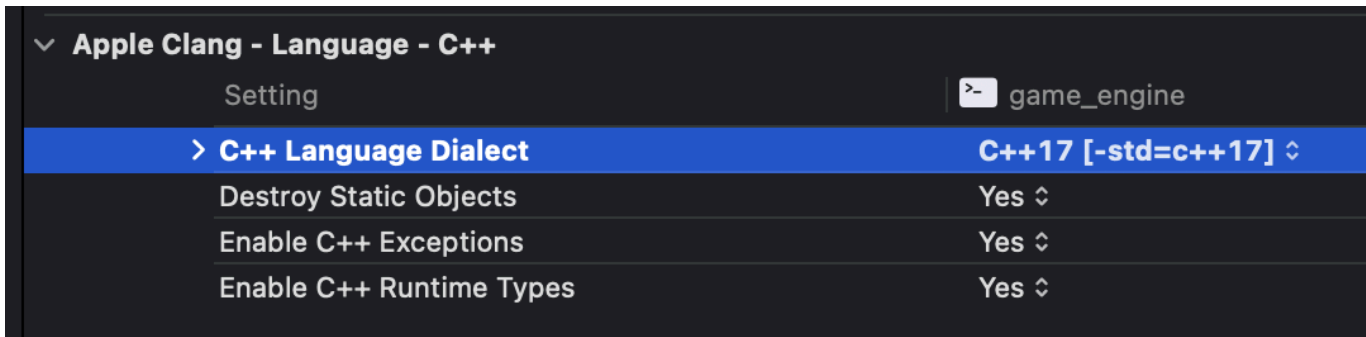 Apple Clang - Language - C++
Setting game_engine
C++ Language Dialect C++17 [-std=c++17]
Destroy Static Objects Yes
Enable C++ Exceptions Yes
Enable C++ Runtime Types Yes